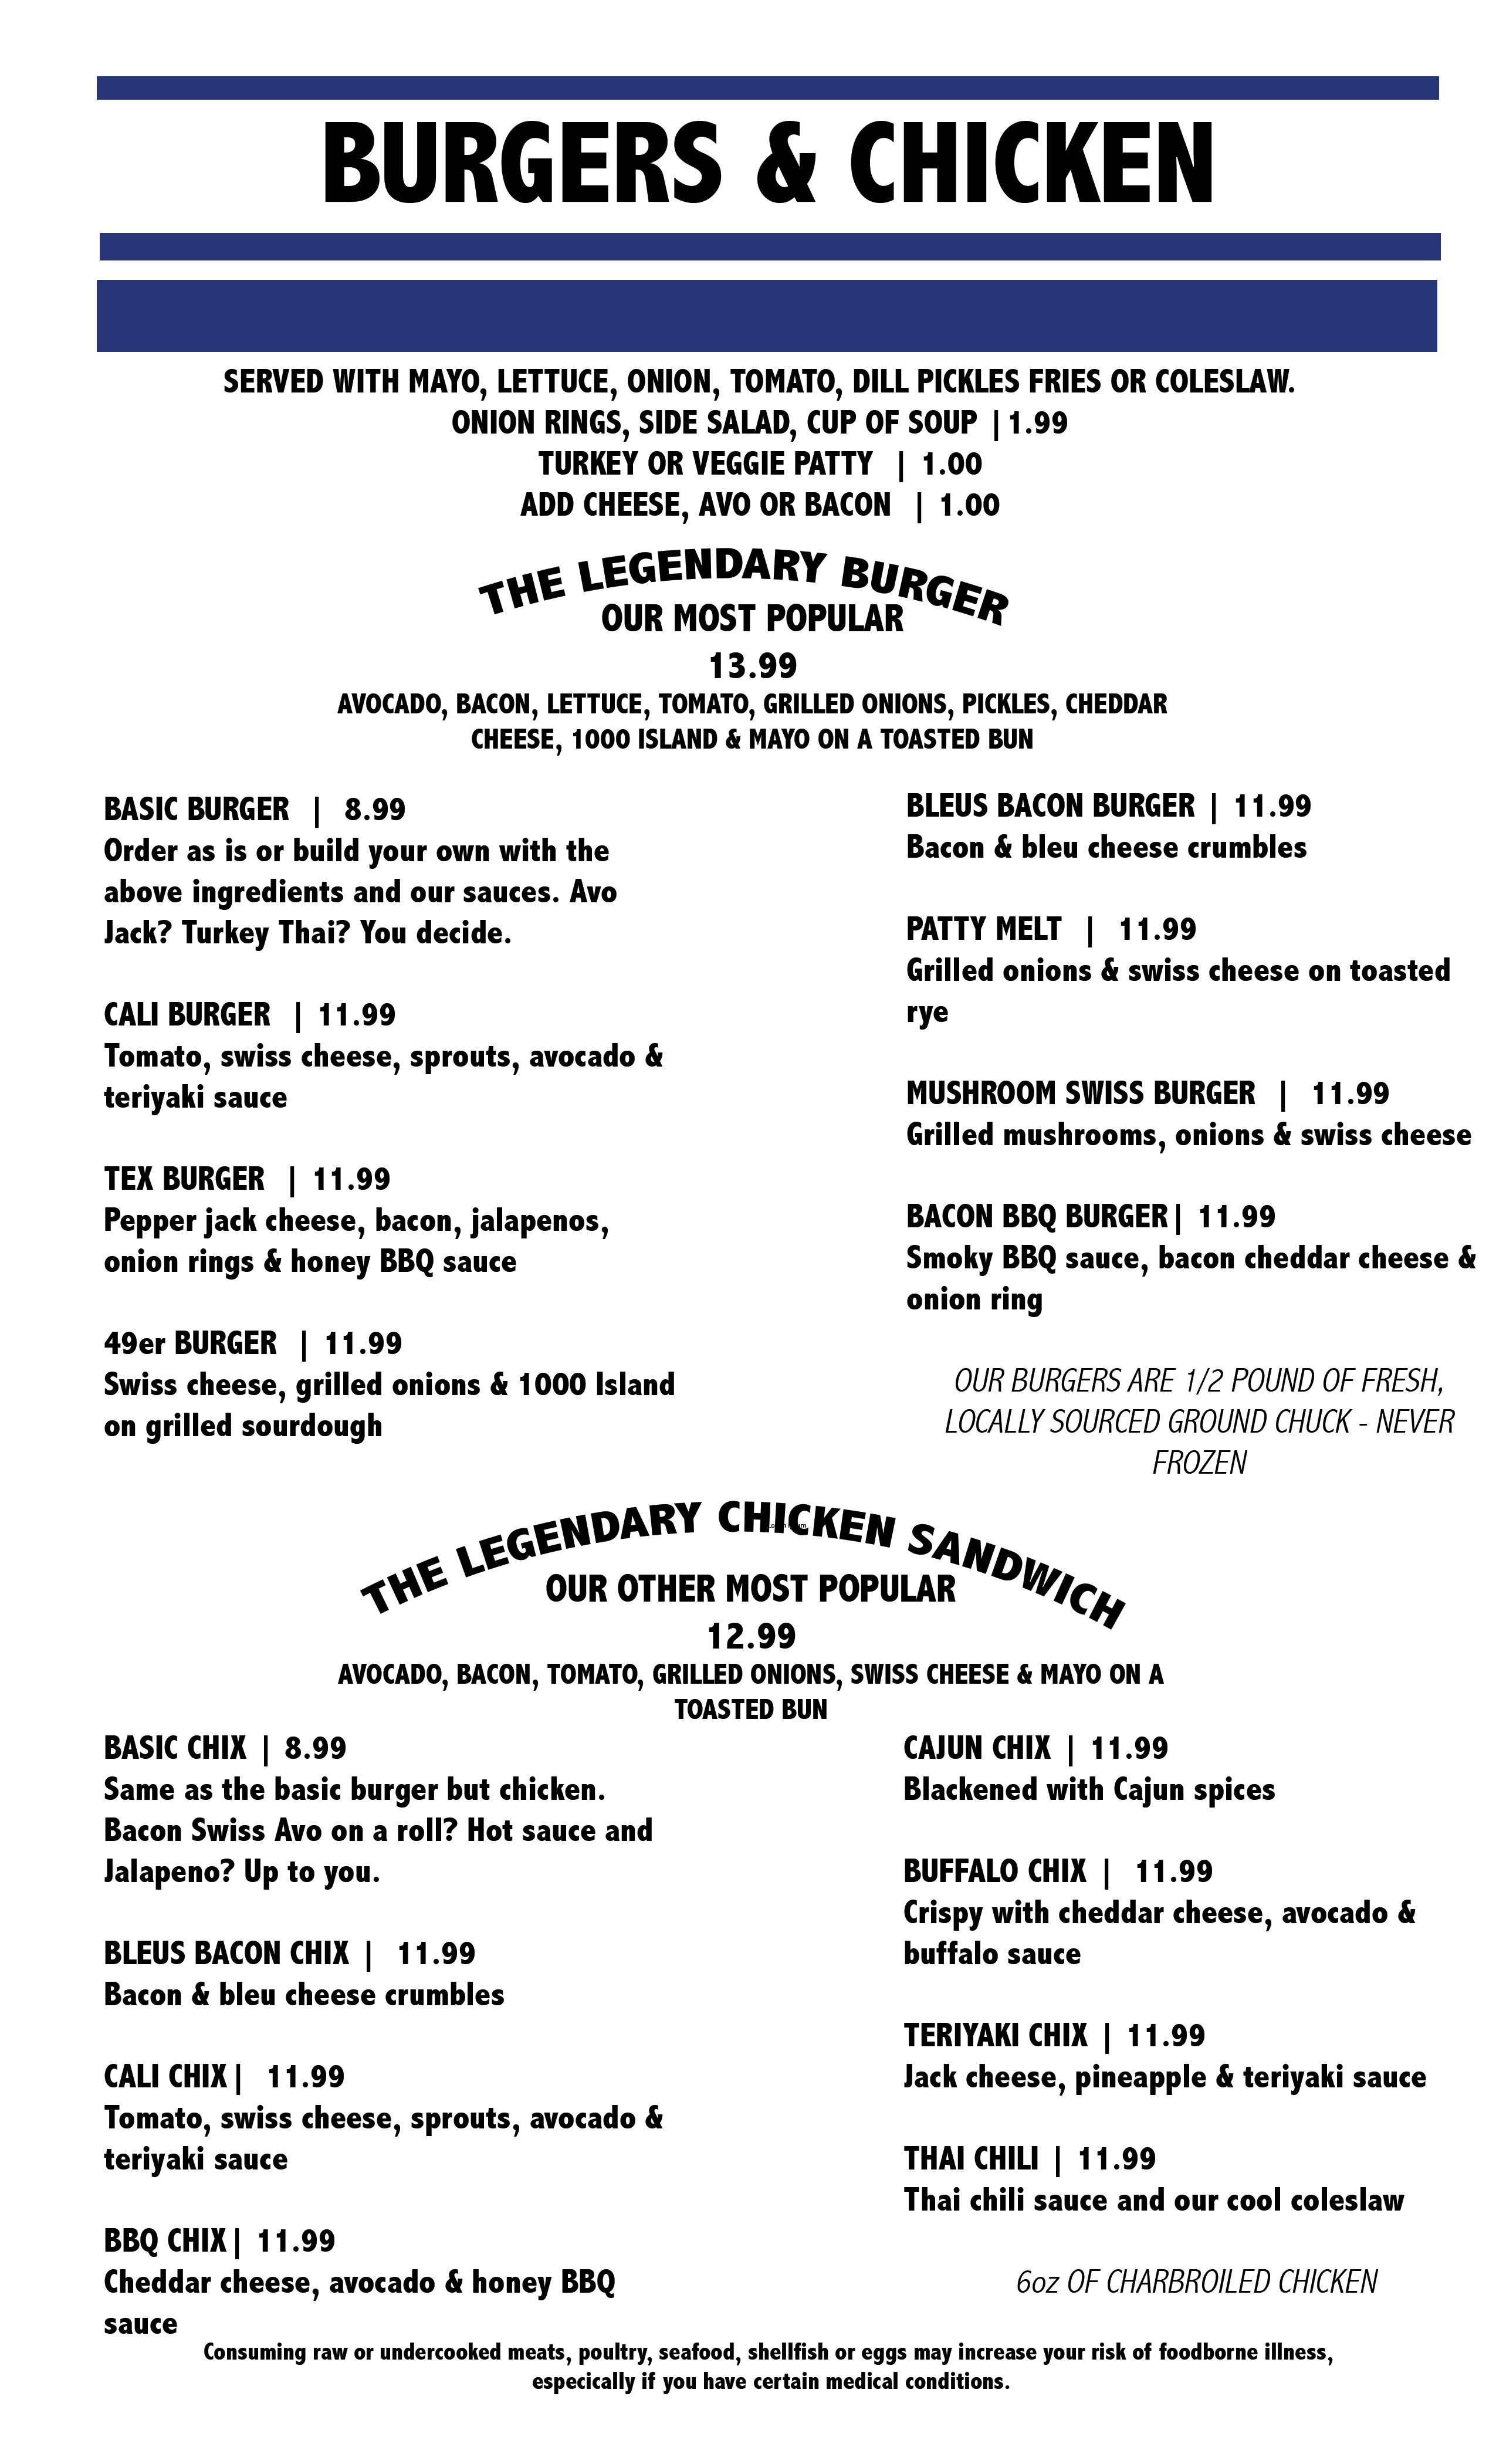 BURGERS & CHICKEN
SERVED WITH MAYO, LETTUCE, ONION, TOMATO, DILL PICKLES FRIES OR COLESLAW.
ONION RINGS, SIDE SALAD, CUP OF SOUP | 1.99
TURKEY OR VEGGIE PATTY | 1.00
ADD CHEESE, AVO OR BACON | 1.00
THE LEGENDARY BURGER
OUR MOST POPULAR
13.99
AVOCADO, BACON, LETTUCE, TOMATO, GRILLED ONIONS, PICKLES, CHEDDAR
CHEESE, 1000 ISLAND & MAYO ON A TOASTED BUN
BASIC BURGER | 8.99
Order as is or build your own with the
above ingredients and our sauces. Avo
Jack? Turkey Thai? You decide.
CALI BURGER | 11.99
Tomato, swiss cheese, sprouts, avocado &
teriyaki sauce
TEX BURGER | 11.99
Pepper jack cheese, bacon, jalapenos,
onion rings & honey BBQ sauce
49er BURGER | 11.99
Swiss cheese, grilled onions & 1000 Island
on grilled sourdough
BLEUS BACON BURGER | 11.99
Bacon & bleu cheese crumbles
PATTY MELT | 11.99
Grilled onions & swiss cheese on toasted
rye
MUSHROOM SWISS BURGER | 11.99
Grilled mushrooms, onions & swiss cheese
BACON BBQ BURGER | 11.99
Smoky BBQ sauce, bacon cheddar cheese &
onion ring
OUR BURGERS ARE 1/2 POUND OF FRESH,
LOCALLY SOURCED GROUND CHUCK - NEVER
FROZEN
THE LEGENDARY CHICKEN SANDWICH
OUR OTHER MOST POPULAR
12.99
AVOCADO, BACON, TOMATO, GRILLED ONIONS, SWISS CHEESE & MAYO ON A
TOASTED BUN
BASIC CHIX | 8.99
Same as the basic burger but chicken.
Bacon Swiss Avo on a roll? Hot sauce and
Jalapeno? Up to you.
BLEUS BACON CHIX | 11.99
Bacon & bleu cheese crumbles
CALI CHIX | 11.99
Tomato, swiss cheese, sprouts, avocado &
teriyaki sauce
BBQ CHIX | 11.99
Cheddar cheese, avocado & honey BBQ
sauce
CAJUN CHIX | 11.99
Blackened with Cajun spices
BUFFALO CHIX | 11.99
Crispy with cheddar cheese, avocado &
buffalo sauce
TERIYAKI CHIX | 11.99
Jack cheese, pineapple & teriyaki sauce
THAI CHILI | 11.99
Thai chili sauce and our cool coleslaw
6oz OF CHARBROILED CHICKEN
Consuming raw or undercooked meats, poultry, seafood, shellfish or eggs may increase your risk of foodborne illness,
especically if you have certain medical conditions.